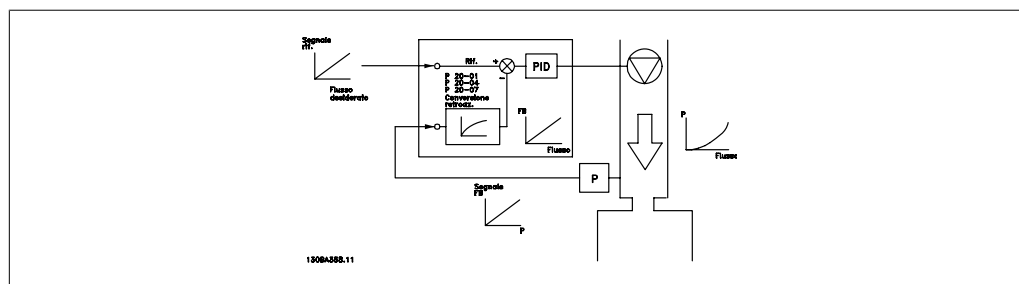 Segnale
rif.
Flusso
desiderato
Rif.
+
-
PID
P 20-01
P 20-04
P 20-07
Conversione
retroaz.
FB
Flusso
P
Flusso
P
Segnale
FB
P
130BA388.11